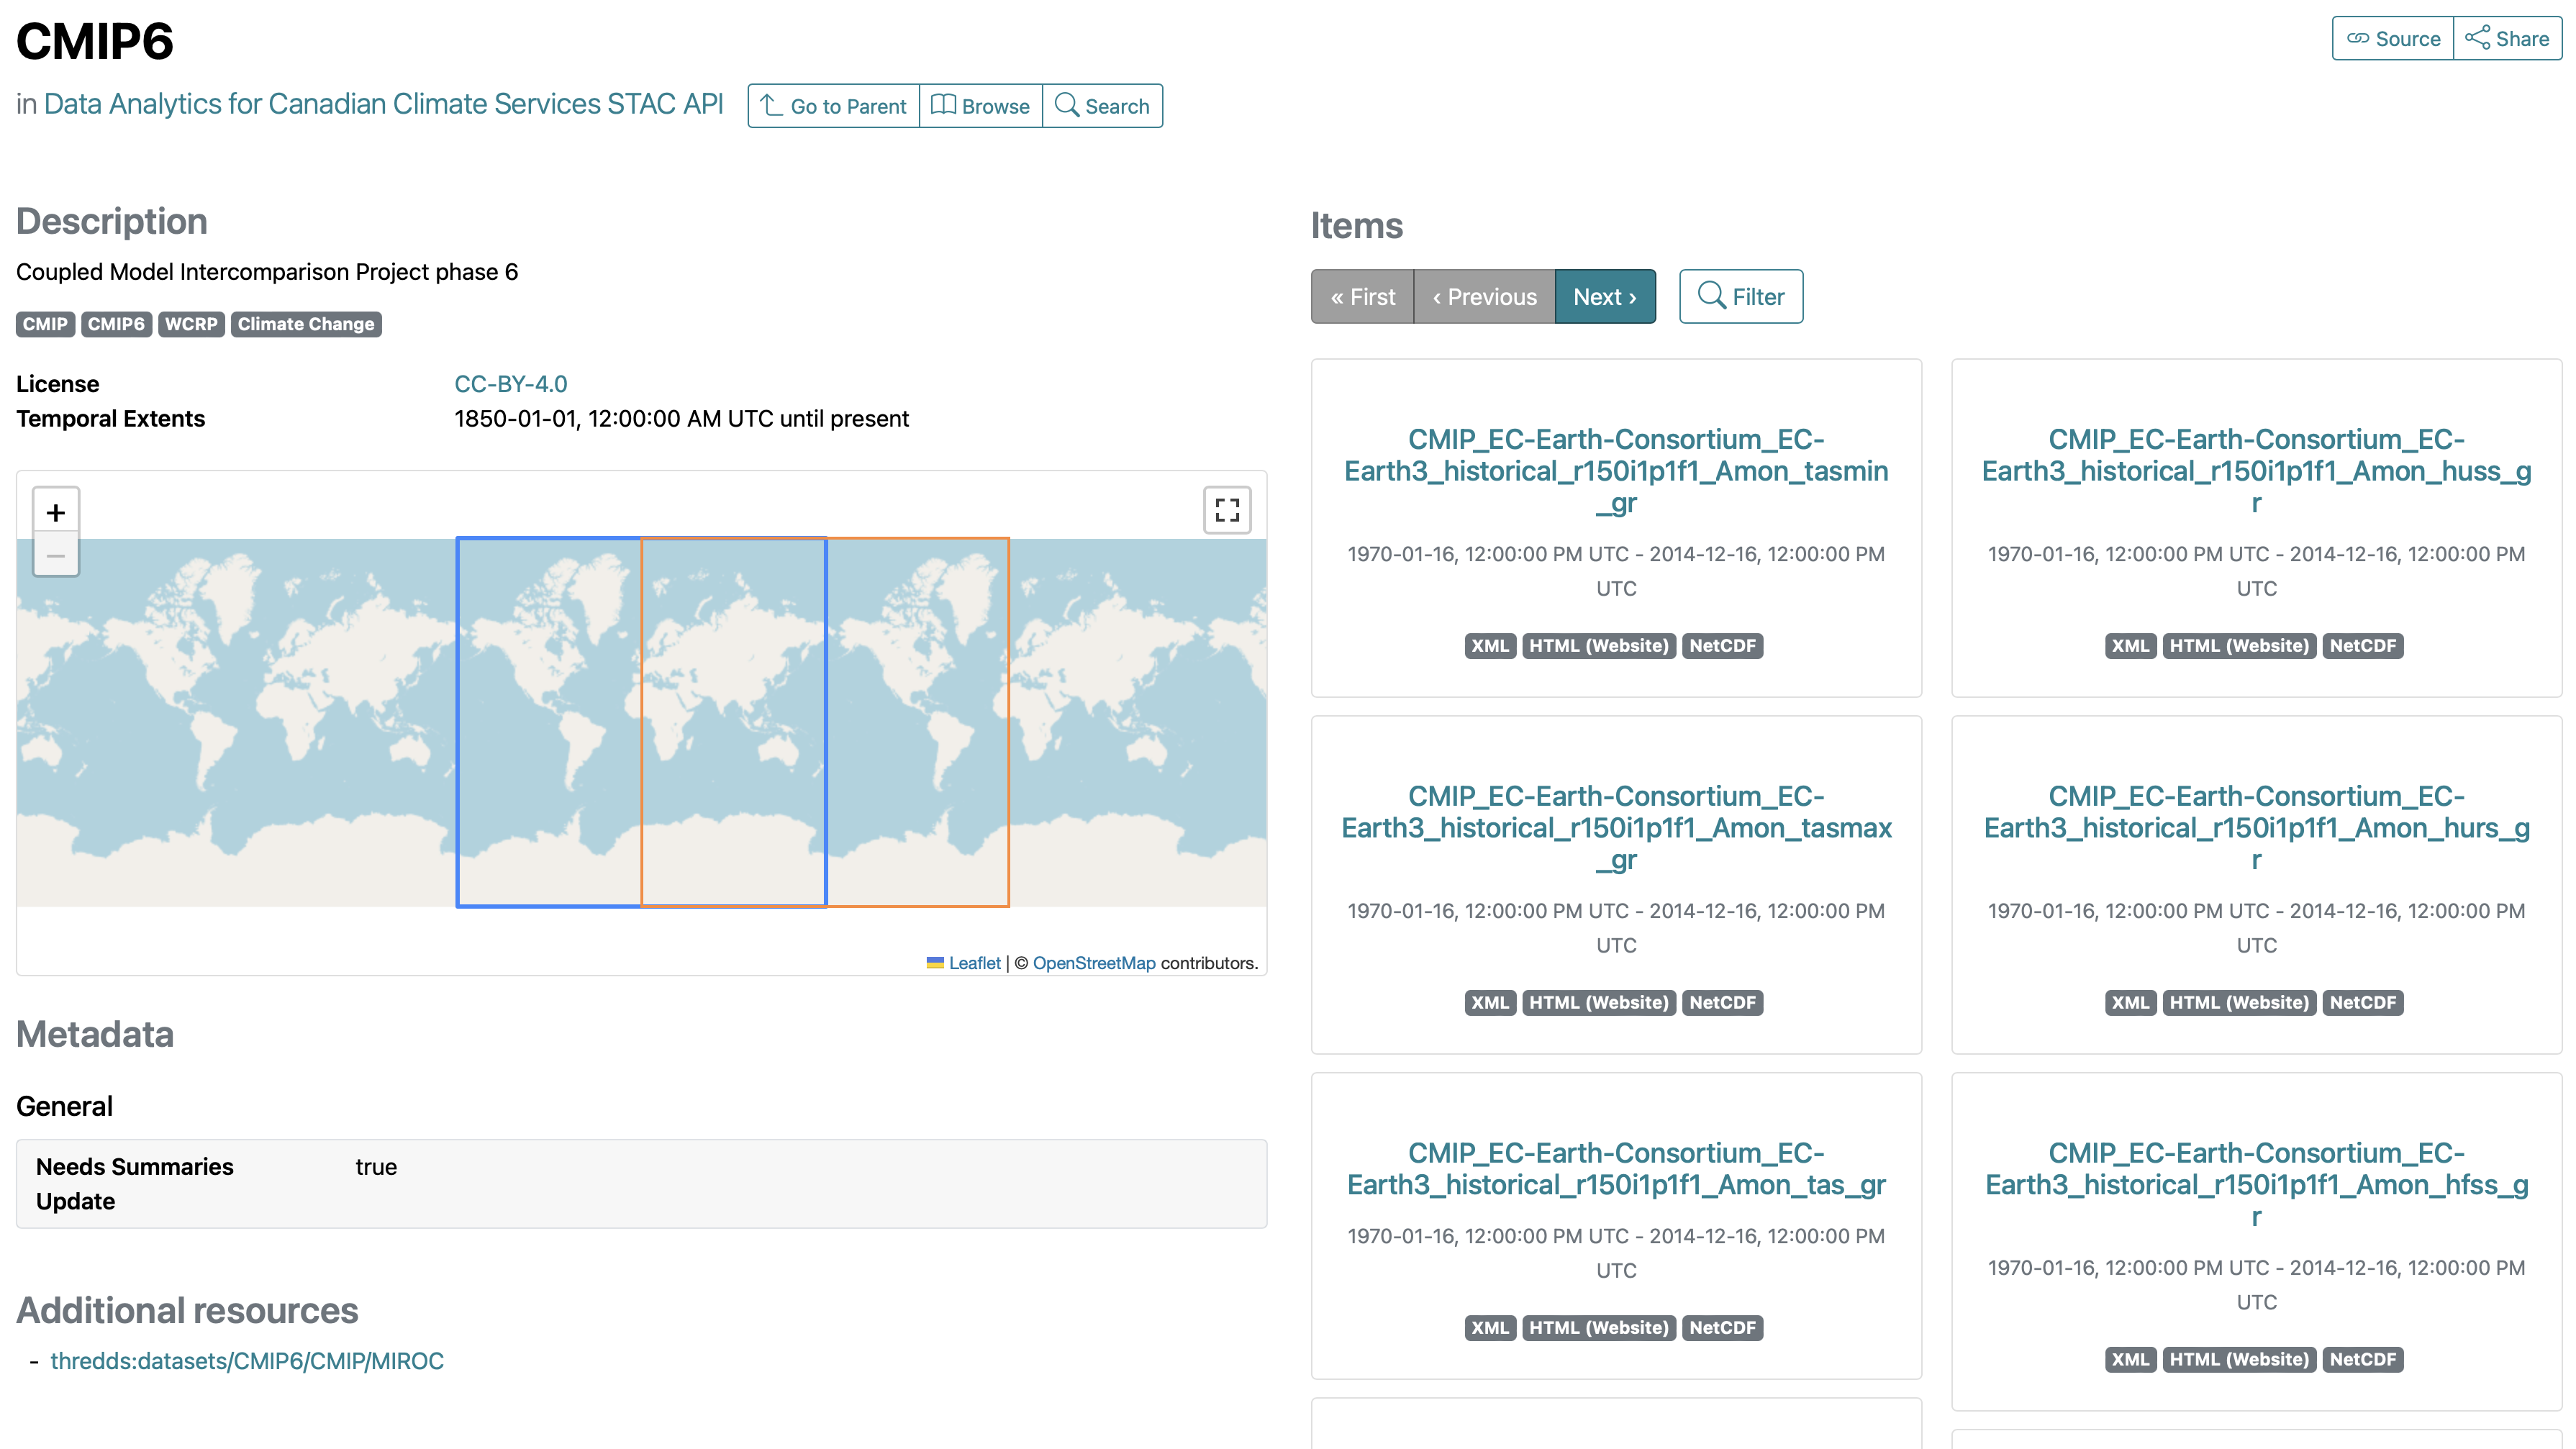 CMIP6
Source
Share
in Data Analytics for Canadian Climate Services STAC API
Go to Parent
Browse
Search
Description
Coupled Model Intercomparison Project phase 6
CMIP CMIP6 WCRP Climate Change
License CC-BY-4.0
Temporal Extents 1850-01-01, 12:00:00 AM UTC until present
+
−
Leaflet | © OpenStreetMap contributors.
Metadata
General
Needs Summaries true
Update
Additional resources
- thredds:datasets/CMIP6/CMIP/MIROC
Items
« First ‹ Previous Next › Filter
CMIP_EC-Earth-Consortium_EC-
Earth3_historical_r150i1p1f1_Amon_tasmin
_gr
1970-01-16, 12:00:00 PM UTC - 2014-12-16, 12:00:00 PM
UTC
XML HTML (Website) NetCDF
CMIP_EC-Earth-Consortium_EC-
Earth3_historical_r150i1p1f1_Amon_huss_g
r
1970-01-16, 12:00:00 PM UTC - 2014-12-16, 12:00:00 PM
UTC
XML HTML (Website) NetCDF
CMIP_EC-Earth-Consortium_EC-
Earth3_historical_r150i1p1f1_Amon_tasmax
_gr
1970-01-16, 12:00:00 PM UTC - 2014-12-16, 12:00:00 PM
UTC
XML HTML (Website) NetCDF
CMIP_EC-Earth-Consortium_EC-
Earth3_historical_r150i1p1f1_Amon_hurs_g
r
1970-01-16, 12:00:00 PM UTC - 2014-12-16, 12:00:00 PM
UTC
XML HTML (Website) NetCDF
CMIP_EC-Earth-Consortium_EC-
Earth3_historical_r150i1p1f1_Amon_tas_gr
1970-01-16, 12:00:00 PM UTC - 2014-12-16, 12:00:00 PM
UTC
XML HTML (Website) NetCDF
CMIP_EC-Earth-Consortium_EC-
Earth3_historical_r150i1p1f1_Amon_hfss_g
r
1970-01-16, 12:00:00 PM UTC - 2014-12-16, 12:00:00 PM
UTC
XML HTML (Website) NetCDF